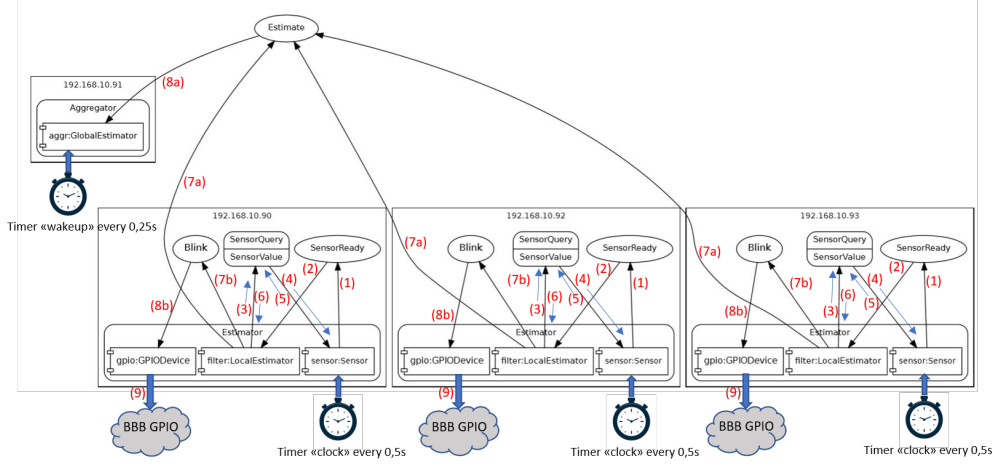 Estimate
(8a)
192.168.10.91
Aggregator
aggr:GlobalEstimator
Timer «wakeup» every 0,25s
(7a)
(7a)
(7a)
192.168.10.90
Blink
SensorQuery
SensorValue
SensorReady
(7b)
(4)
(2)
(1)
(3)
(6)
(5)
(8b)
Estimator
gpio:GPIODevice
filter:LocalEstimator
sensor:Sensor
(9)
BBB GPIO
Timer «clock» every 0,5s
192.168.10.92
Blink
SensorQuery
SensorValue
SensorReady
(7b)
(4)
(2)
(1)
(3)
(6)
(5)
(8b)
Estimator
gpio:GPIODevice
filter:LocalEstimator
sensor:Sensor
(9)
BBB GPIO
Timer «clock» every 0,5s
192.168.10.93
Blink
SensorQuery
SensorValue
SensorReady
(7b)
(4)
(2)
(1)
(3)
(6)
(5)
(8b)
Estimator
gpio:GPIODevice
filter:LocalEstimator
sensor:Sensor
(9)
BBB GPIO
Timer «clock» every 0,5s